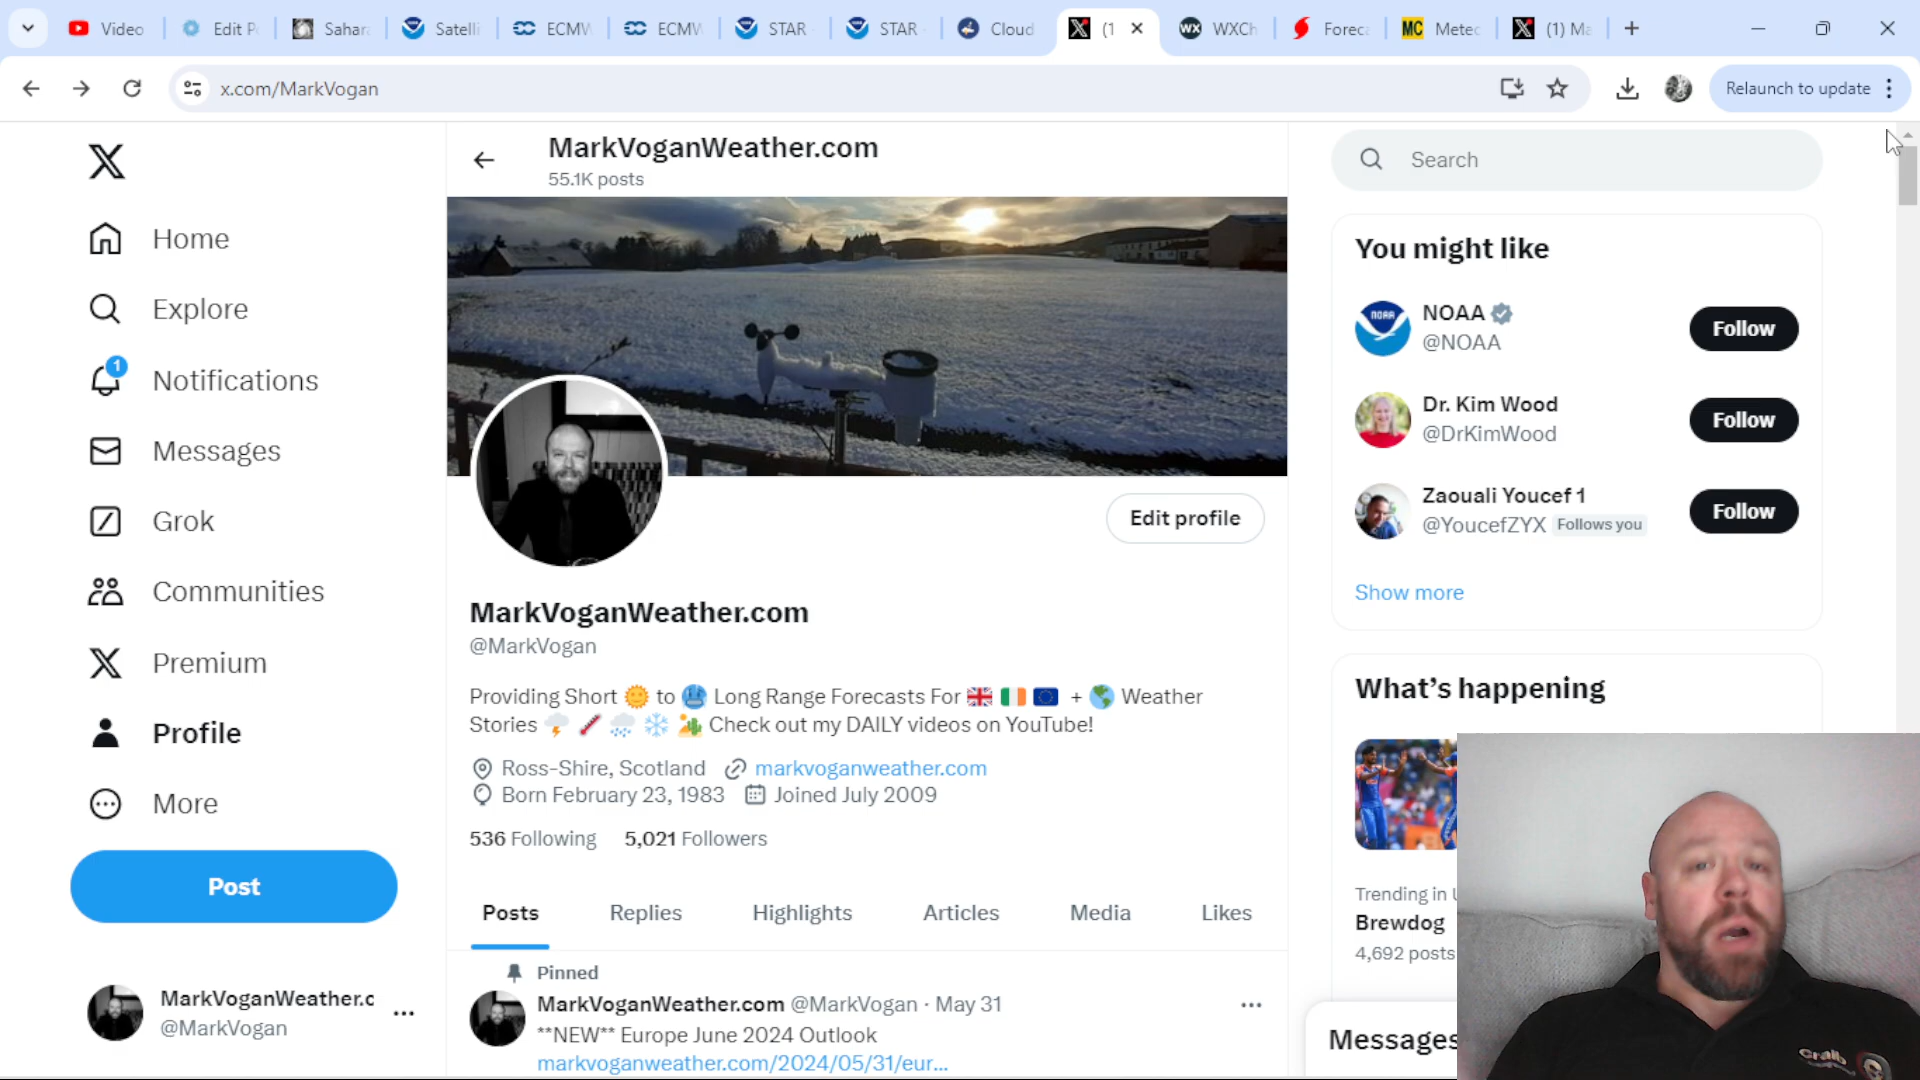 Video
Edit P
Sahar
Satelli
ECMW
ECMW
STAR
STAR
Cloud
(1
WXCh
Foreca
MC Metec
(1) Ma
x.com/MarkVogan
Relaunch to update
MarkVoganWeather.com
55.1K posts
Search
Home
Explore
1
Notifications
Messages
Grok
Communities
Premium
Profile
More
Post
MarkVoganWeather.c
@MarkVogan
Edit profile
MarkVoganWeather.com
@MarkVogan
Providing Short 🌞 to 🥶 Long Range Forecasts For 🇬🇧 🇮🇪 🇪🇺 + 🌎 Weather
Stories ⛈️ 🌡️ 🌧️ ❄️ 🏜️ Check out my DAILY videos on YouTube!
Ross-Shire, Scotland markvoganweather.com
Born February 23, 1983 Joined July 2009
536 Following 5,021 Followers
Posts Replies Highlights Articles Media Likes
Pinned
MarkVoganWeather.com @MarkVogan · May 31
**NEW** Europe June 2024 Outlook
markvoganweather.com/2024/05/31/eur...
You might like
NOAA
@NOAA
Follow
Dr. Kim Wood
@DrKimWood
Follow
Zaouali Youcef 1
@YoucefZYX Follows you
Follow
Show more
What's happening
Trending in U
Brewdog
4,692 posts
Messages
Craib